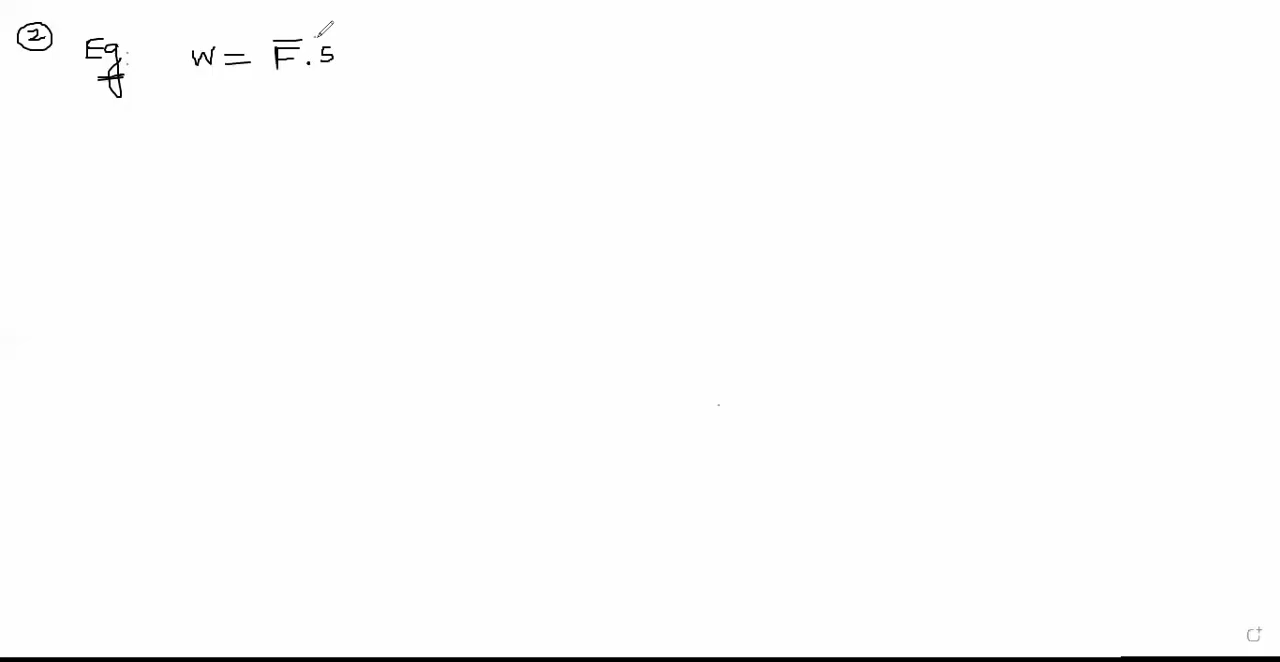 ② Eg: W = F̅ . S